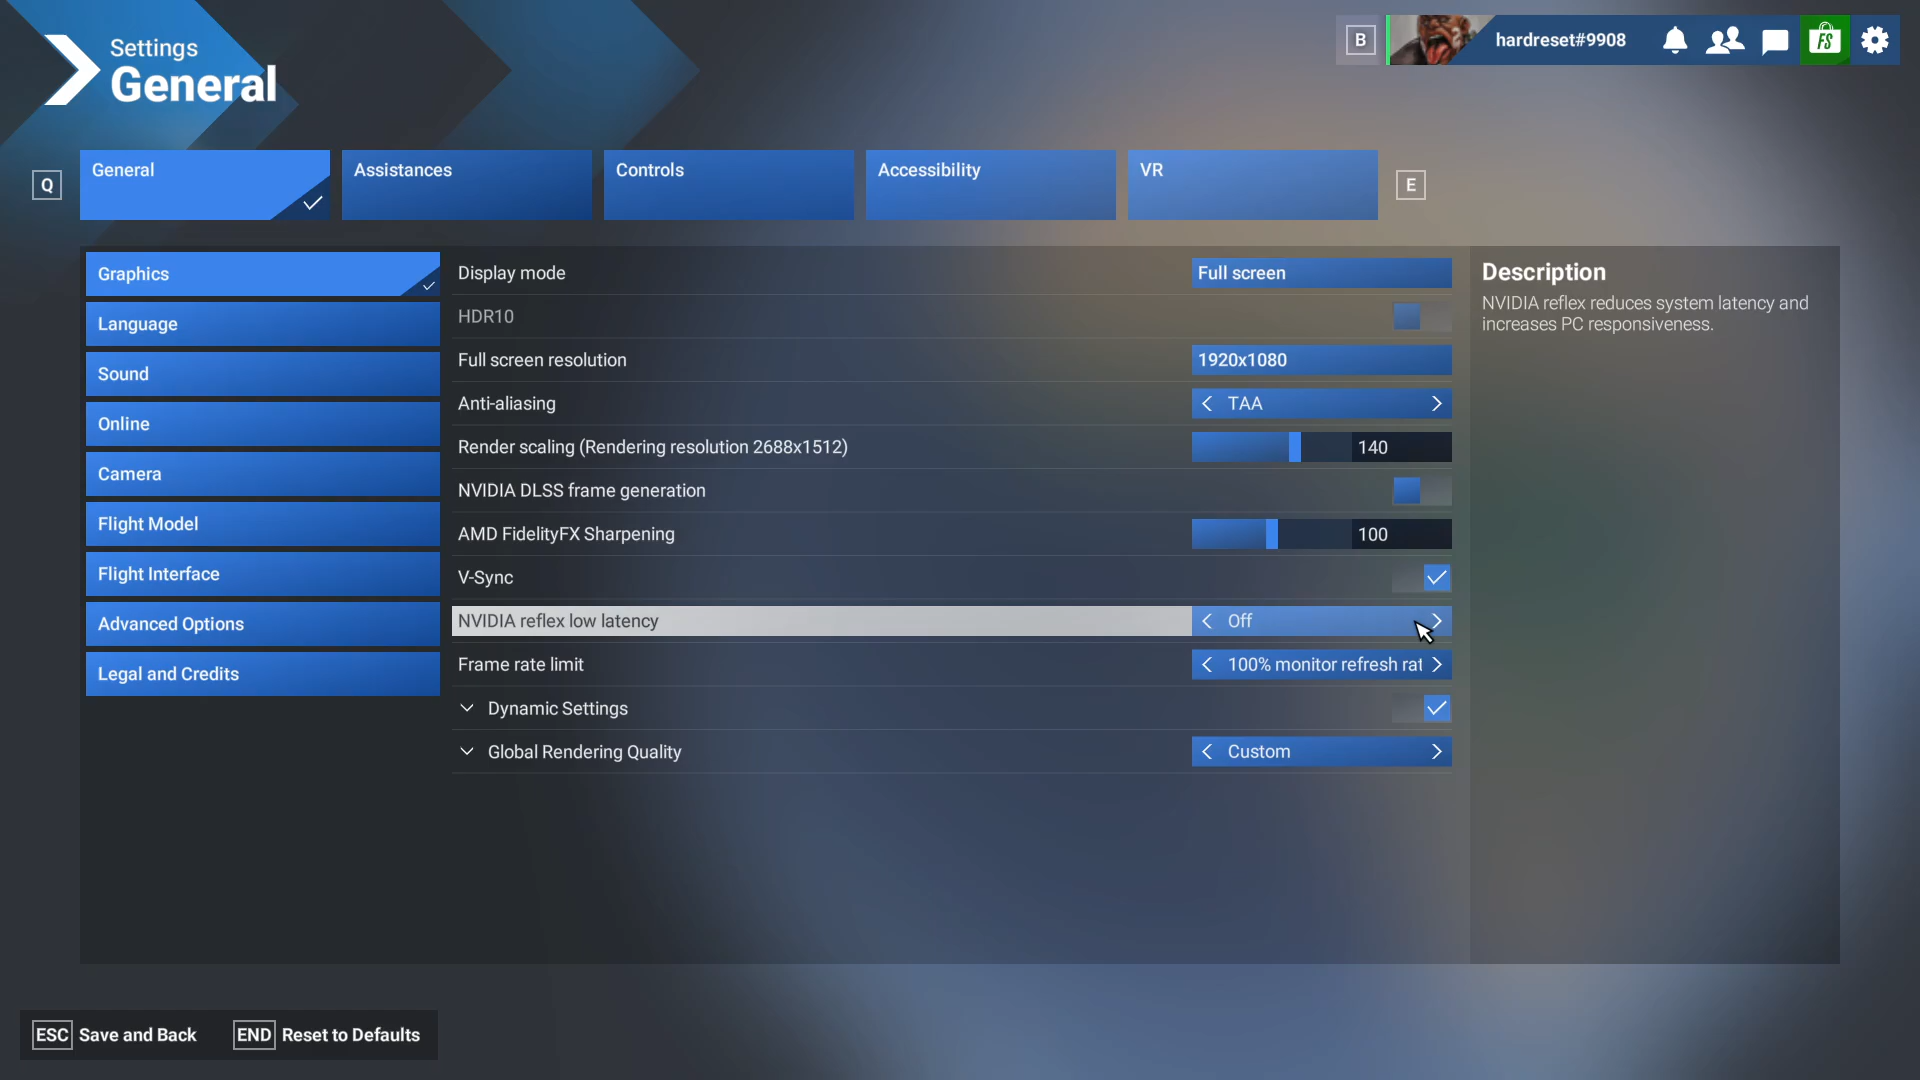 Settings
General
B
hardreset#9908
FS
Q
General
Assistances
Controls
Accessibility
VR
E
Graphics
Language
Sound
Online
Camera
Flight Model
Flight Interface
Advanced Options
Legal and Credits
Display mode
Full screen
HDR10
Full screen resolution
1920x1080
Anti-aliasing
TAA
Render scaling (Rendering resolution 2688x1512)
140
NVIDIA DLSS frame generation
AMD FidelityFX Sharpening
100
V-Sync
NVIDIA reflex low latency
Off
Frame rate limit
100% monitor refresh rat
Dynamic Settings
Global Rendering Quality
Custom
Description
NVIDIA reflex reduces system latency and
increases PC responsiveness.
ESC Save and Back
END Reset to Defaults